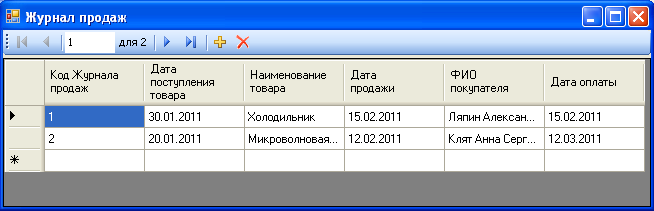 Журнал продаж
1 для 2
Код Журнала продаж Дата поступления товара Наименование товара Дата продажи ФИО покупателя Дата оплаты
1 30.01.2011 Холодильник 15.02.2011 Ляпин Алексан... 15.02.2011
2 20.01.2011 Микроволновая... 12.02.2011 Клят Анна Серг... 12.03.2011